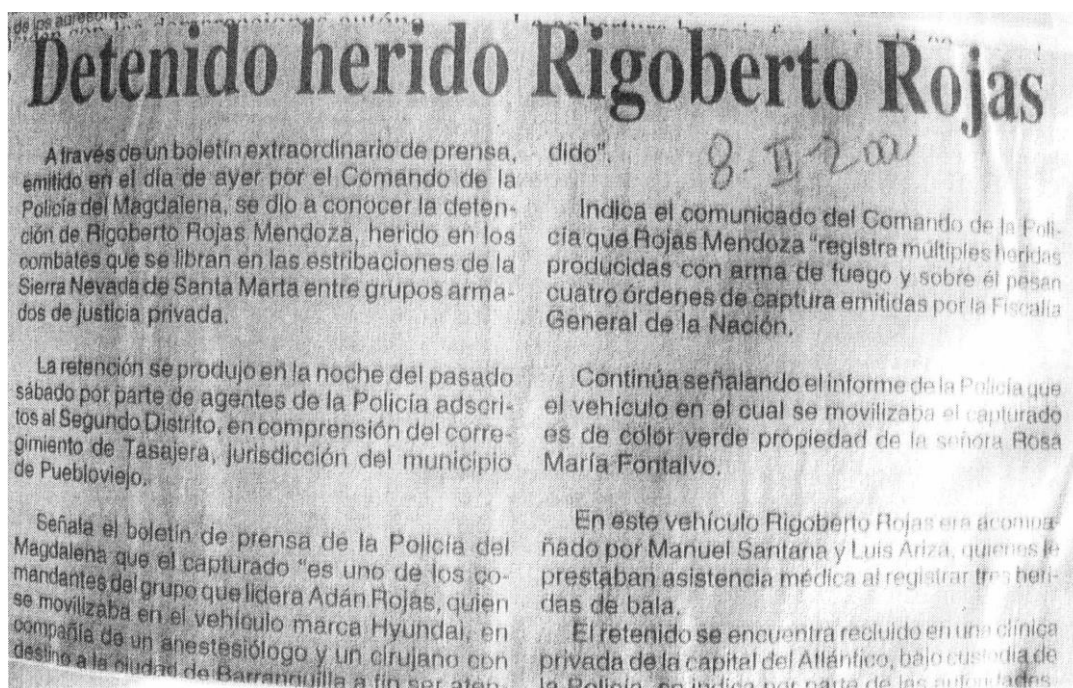 de los agresores.
Detenido herido Rigoberto Rojas
A través de un boletín extraordinario de prensa,
emitido en el día de ayer por el Comando de la
Policía del Magdalena, se dio a conocer la deten-
ción de Rigoberto Rojas Mendoza, herido en los
combates que se libran en las estribaciones de la
Sierra Nevada de Santa Marta entre grupos arma-
dos de justicia privada.
La retención se produjo en la noche del pasado
sábado por parte de agentes de la Policía adscri-
tos al Segundo Distrito, en comprensión del corre-
gimiento de Tasajera, jurisdicción del municipio
de Puebloviejo.
Señala el boletín de prensa de la Policía del
Magdalena que el capturado "es uno de los co-
mandantes del grupo que lidera Adán Rojas, quien
se movilizaba en el vehículo marca Hyundai, en
compañía de un anestesiólogo y un cirujano con
destino a la ciudad de Barranquilla a fin ser aten-
dido".
8 II 200
Indica el comunicado del Comando de la Poli-
cía que Rojas Mendoza "registra múltiples heridas
producidas con arma de fuego y sobre él pesan
cuatro órdenes de captura emitidas por la Fiscalía
General de la Nación.
Continúa señalando el informe de la Policía que
el vehículo en el cual se movilizaba el capturado
es de color verde propiedad de la señora Rosa
María Fontalvo.
En este vehículo Rigoberto Rojas era acompa-
ñado por Manuel Santana y Luis Ariza, quienes le
prestaban asistencia médica al registrar tres heri-
das de bala.
El retenido se encuentra recluido en una clínica
privada de la capital del Atlántico, bajo custodia de
la Policía, se indica por parte de las autoridades